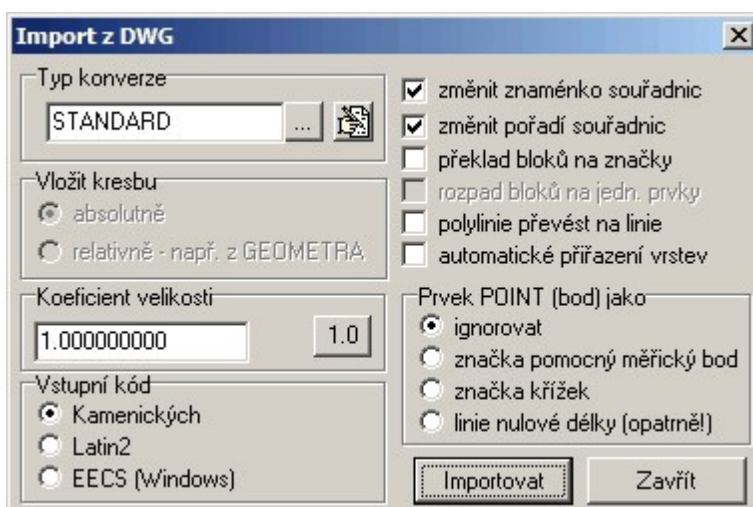 Import z DWG
Typ konverze
STANDARD
...
Vložit kresbu
absolutně
relativně - např. z GEOMETRA
Koeficient velikosti
1.000000000
1.0
Vstupní kód
Kamenických
Latin2
EECS (Windows)
změnit znaménko souřadnic
změnit pořadí souřadnic
překlad bloků na značky
rozpad bloků na jedn. prvky
polylinie převést na linie
automatické přiřazení vrstev
Prvek POINT (bod) jako
ignorovat
značka pomocný měřický bod
značka křížek
linie nulové délky (opatrně!)
Importovat
Zavřít